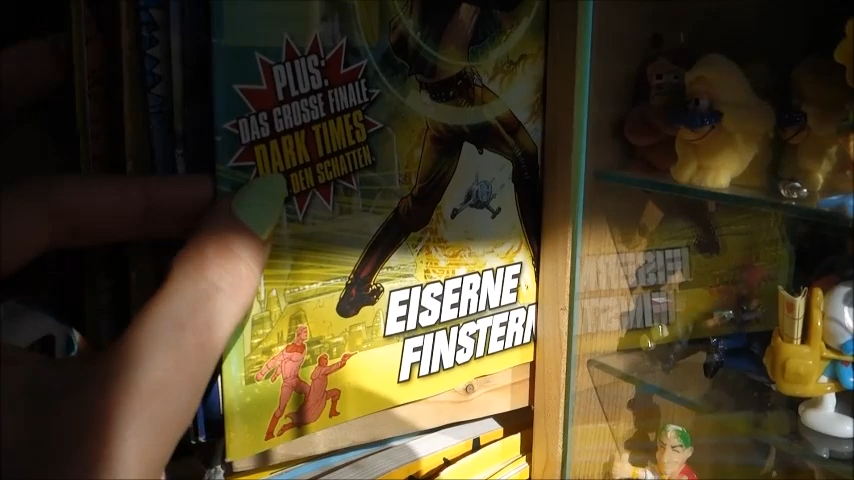 PLUS:
DAS GROSSE FINALE
DARK TIMES
DEN SCHATTEN
EISERNE
FINSTERN